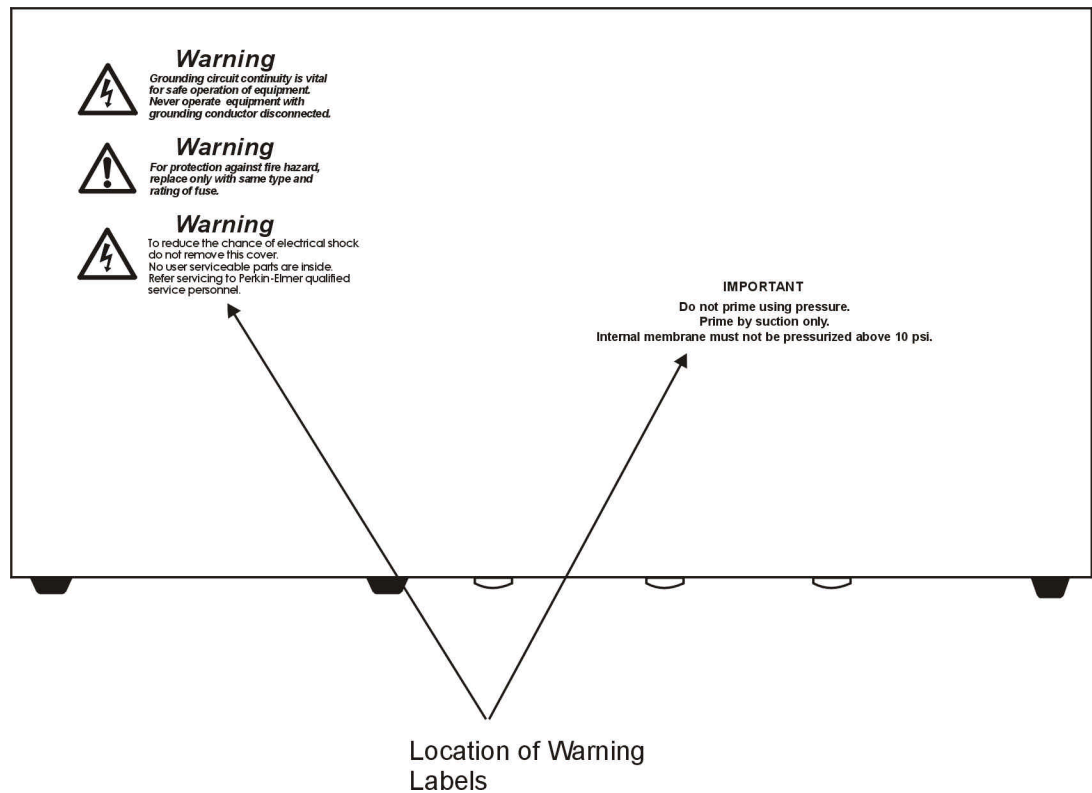 Warning
Grounding circuit continuity is vital
for safe operation of equipment.
Never operate equipment with
grounding conductor disconnected.
Warning
For protection against fire hazard,
replace only with same type and
rating of fuse.
Warning
To reduce the chance of electrical shock
do not remove this cover.
No user serviceable parts are inside.
Refer servicing to Perkin-Elmer qualified
service personnel.
IMPORTANT
Do not prime using pressure.
Prime by suction only.
Internal membrane must not be pressurized above 10 psi.
Location of Warning
Labels